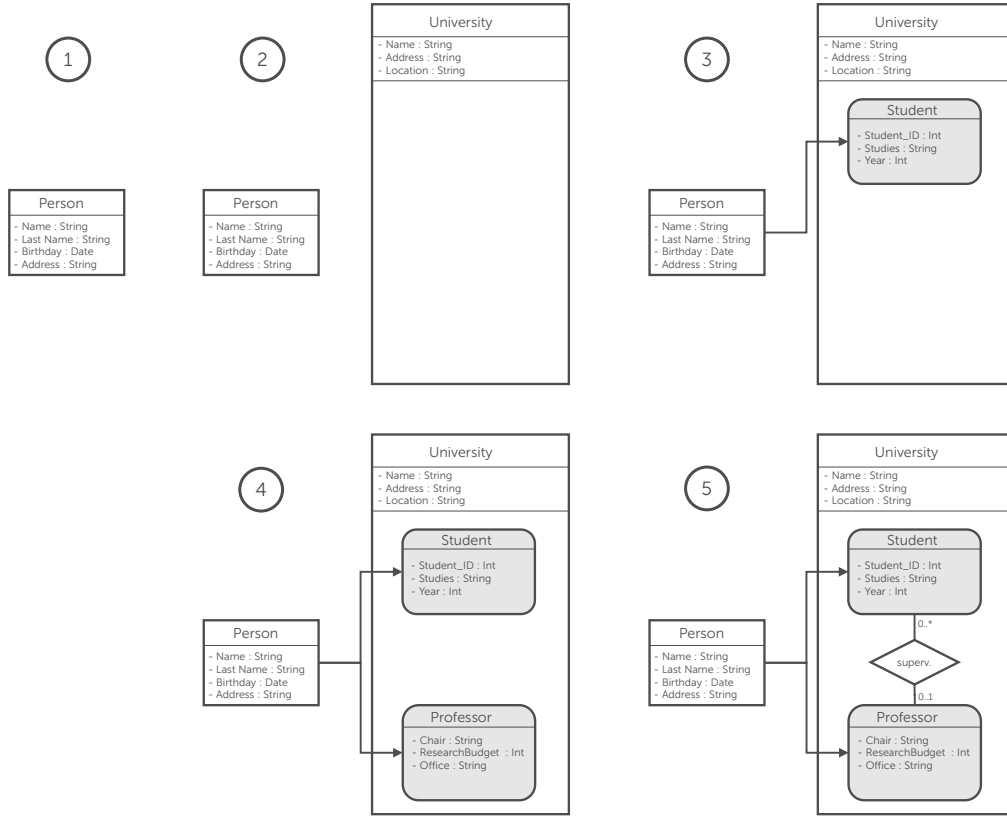 1
Person
- Name : String
- Last Name : String
- Birthday : Date
- Address : String
2
Person
- Name : String
- Last Name : String
- Birthday : Date
- Address : String
University
- Name : String
- Address : String
- Location : String
3
Person
- Name : String
- Last Name : String
- Birthday : Date
- Address : String
University
- Name : String
- Address : String
- Location : String
Student
- Student_ID : Int
- Studies : String
- Year : Int
4
Person
- Name : String
- Last Name : String
- Birthday : Date
- Address : String
University
- Name : String
- Address : String
- Location : String
Student
- Student_ID : Int
- Studies : String
- Year : Int
Professor
- Chair : String
- ResearchBudget : Int
- Office : String
5
Person
- Name : String
- Last Name : String
- Birthday : Date
- Address : String
University
- Name : String
- Address : String
- Location : String
Student
- Student_ID : Int
- Studies : String
- Year : Int
0..*
superv.
0..1
Professor
- Chair : String
- ResearchBudget : Int
- Office : String